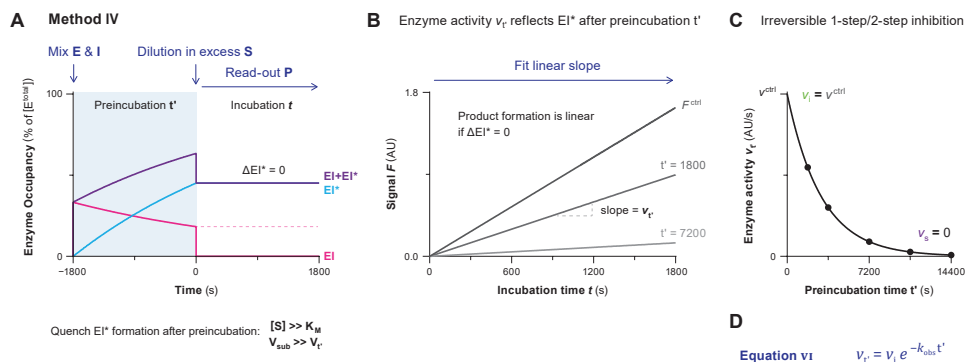 A Method IV
Mix E & I
Dilution in excess S
Read-out P
Enzyme Occupancy (% of [E^total])
100
0
Preincubation t'
Incubation t
ΔEI* = 0
EI+EI*
EI*
EI
−1800
0
1800
Time (s)
Quench EI* formation after preincubation:
[S] >> K_M
V_sub >> V_t'
B Enzyme activity v_t' reflects EI* after preincubation t'
Fit linear slope
Signal F (AU)
1.8
0.0
Product formation is linear
if ΔEI* = 0
F^ctrl
t' = 1800
slope = v_t'
t' = 7200
0
600
1200
1800
Incubation time t (s)
C Irreversible 1-step/2-step inhibition
Enzyme activty v_t' (AU/s)
v^ctrl
v_i = v^ctrl
v_s = 0
0
0
7200
14400
Preincubation time t' (s)
D
Equation VI
v_t' = v_i e^−k_obs t'